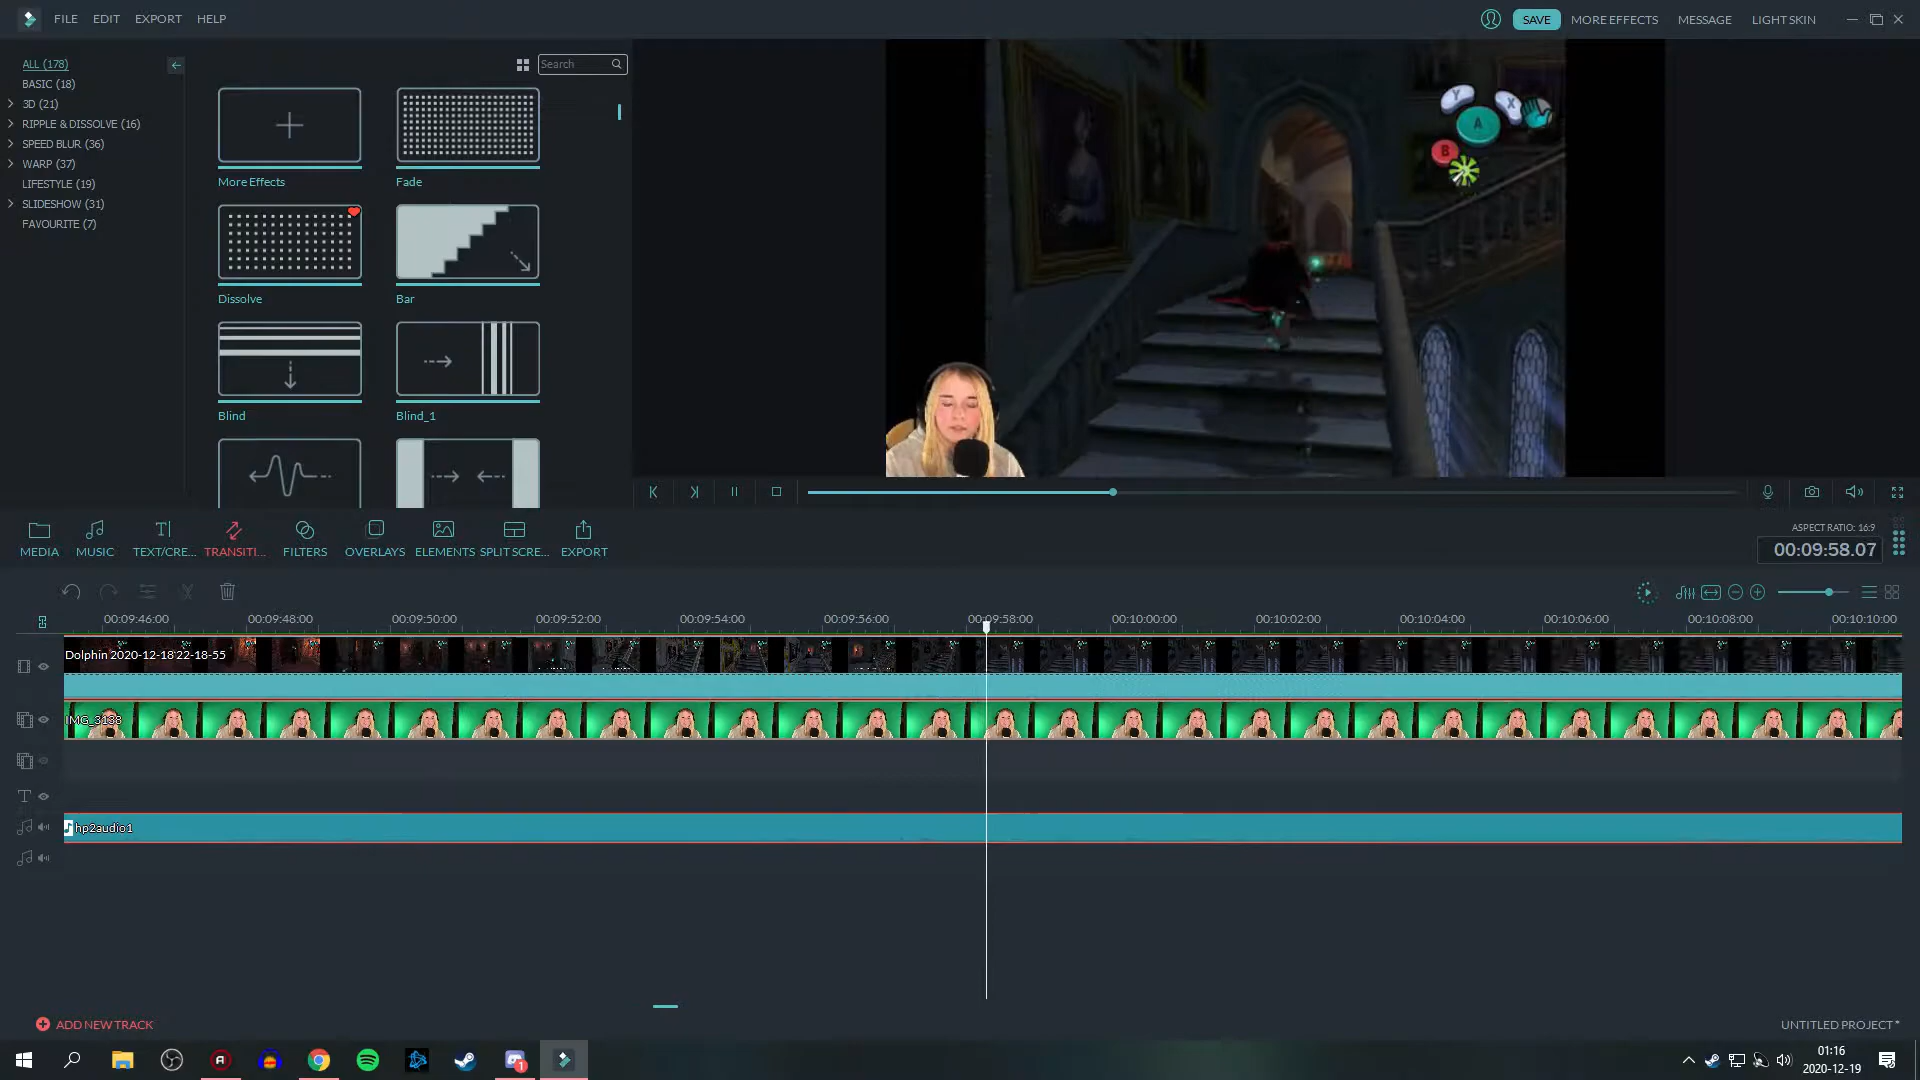 FILE EDIT EXPORT HELP
SAVE MORE EFFECTS MESSAGE LIGHT SKIN
ALL (178)
BASIC (18)
3D (21)
RIPPLE & DISSOLVE (16)
SPEED BLUR (36)
WARP (37)
LIFESTYLE (19)
SLIDESHOW (31)
FAVOURITE (7)
Search
More Effects Fade
Dissolve Bar
Blind Blind_1
Y X A B
MEDIA MUSIC TEXT/CRE... TRANSITI... FILTERS OVERLAYS ELEMENTS SPLIT SCRE... EXPORT
ASPECT RATIO: 16:9
00:09:58.07
00:09:46:00 00:09:48:00 00:09:50:00 00:09:52:00 00:09:54:00 00:09:56:00 00:09:58:00 00:10:00:00 00:10:02:00 00:10:04:00 00:10:06:00 00:10:08:00 00:10:10:00
Dolphin 2020-12-18 22-18-55
IMG_3138
hp2audio1
ADD NEW TRACK
UNTITLED PROJECT *
1
01:16
2020-12-19